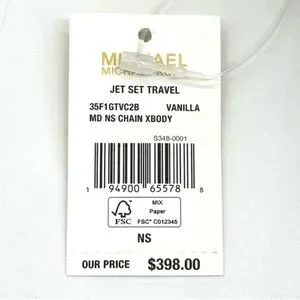 MICHAEL
MICHAEL KORS
JET SET TRAVEL
35F1GTVC2B VANILLA
MD NS CHAIN XBODY
S348-0001
1 94900 65578 8
FSC
MIX
Paper
FSC® C012345
NS
OUR PRICE $398.00